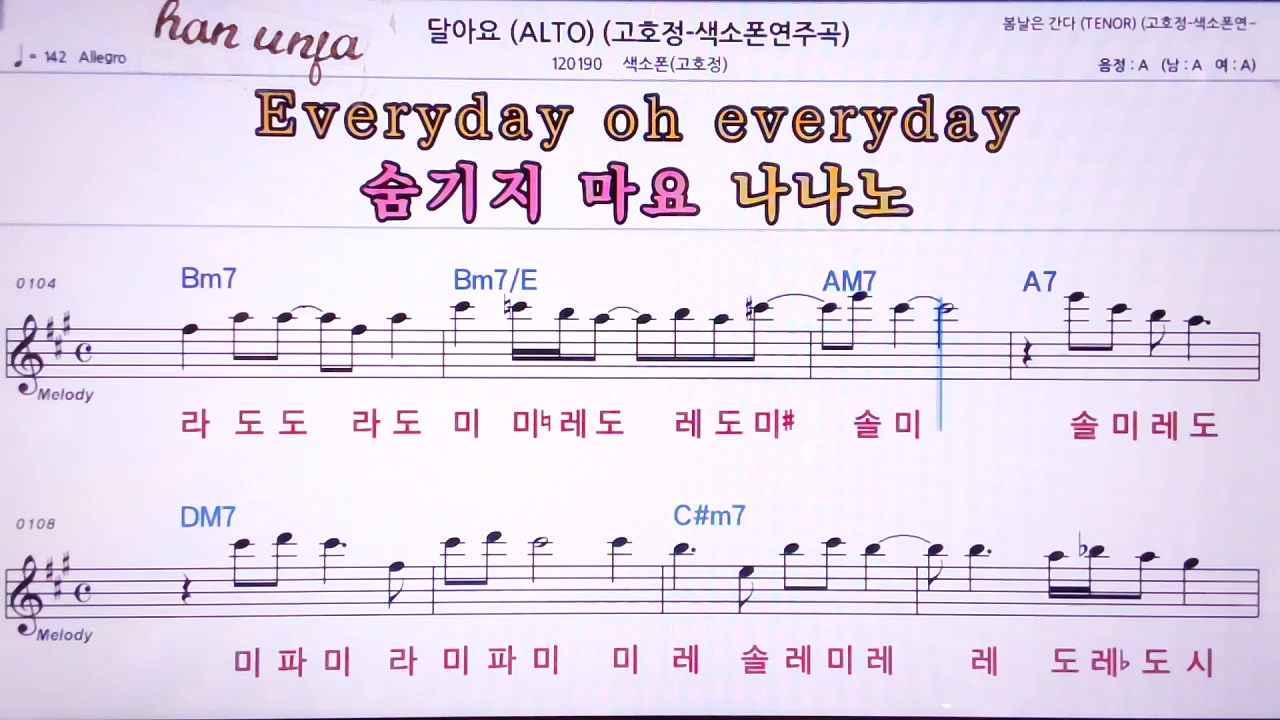 han unja
달아요 (ALTO) (고호정-색소폰연주곡)
봄날은 간다 (TENOR) (고호정-색소폰연~
♩= 142 Allegro
120190 색소폰(고호정)
음정 : A (남 : A 여 : A)
Everyday oh everyday
숨기지 마요 나나노
0104 Bm7 Bm7/E AM7 A7
Melody
라 도 도 라 도 미 미♮ 레 도 레 도 미# 솔 미 솔 미 레 도
0108 DM7 C#m7
Melody
미 파 미 라 미 파 미 미 레 솔 레 미 레 레 도 레♭ 도 시